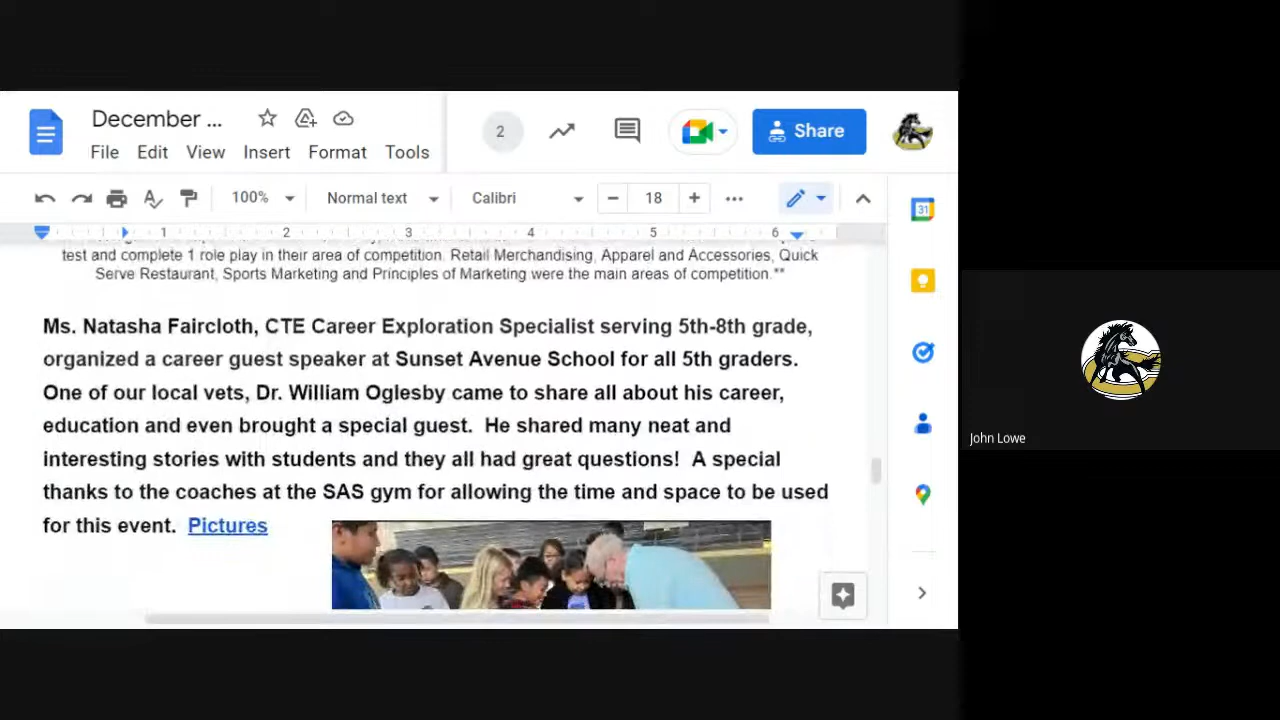 December ...
2
Share
File Edit View Insert Format Tools
100% Normal text Calibri 18
1 2 3 4 5 6
test and complete 1 role play in their area of competition. Retail Merchandising, Apparel and Accessories, Quick
Serve Restaurant, Sports Marketing and Principles of Marketing were the main areas of competition.**
Ms. Natasha Faircloth, CTE Career Exploration Specialist serving 5th-8th grade,
organized a career guest speaker at Sunset Avenue School for all 5th graders.
One of our local vets, Dr. William Oglesby came to share all about his career,
education and even brought a special guest.  He shared many neat and
interesting stories with students and they all had great questions!  A special
thanks to the coaches at the SAS gym for allowing the time and space to be used
for this event.  Pictures
31
John Lowe